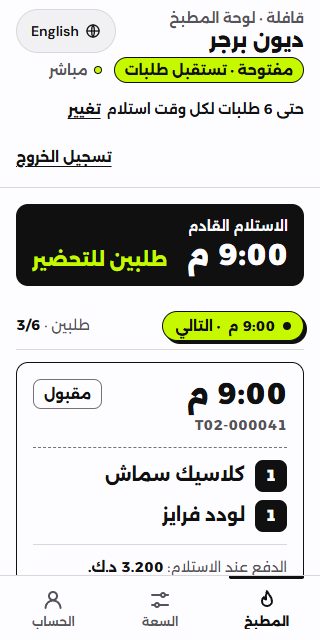 قافلة · لوحة المطبخ
ديون برجر
English
مفتوحة · تستقبل طلبات
مباشر
حتى 6 طلبات لكل وقت استلام تغيير
تسجيل الخروج
الاستلام القادم
9:00 م
طلبين للتحضير
9:00 م · التالي
طلبين · 3/6
9:00 م
مقبول
T02-000041
1 كلاسيك سماش
1 لودد فرايز
الدفع عند الاستلام: 3.200 د.ك.
المطبخ
السعة
الحساب